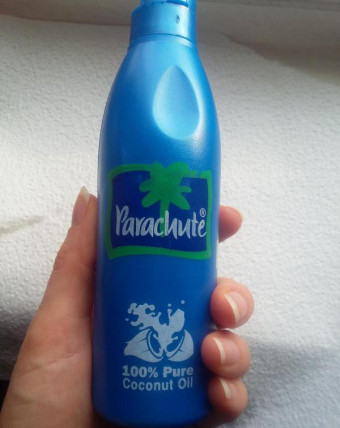 Parachute®
100% Pure
Coconut Oil